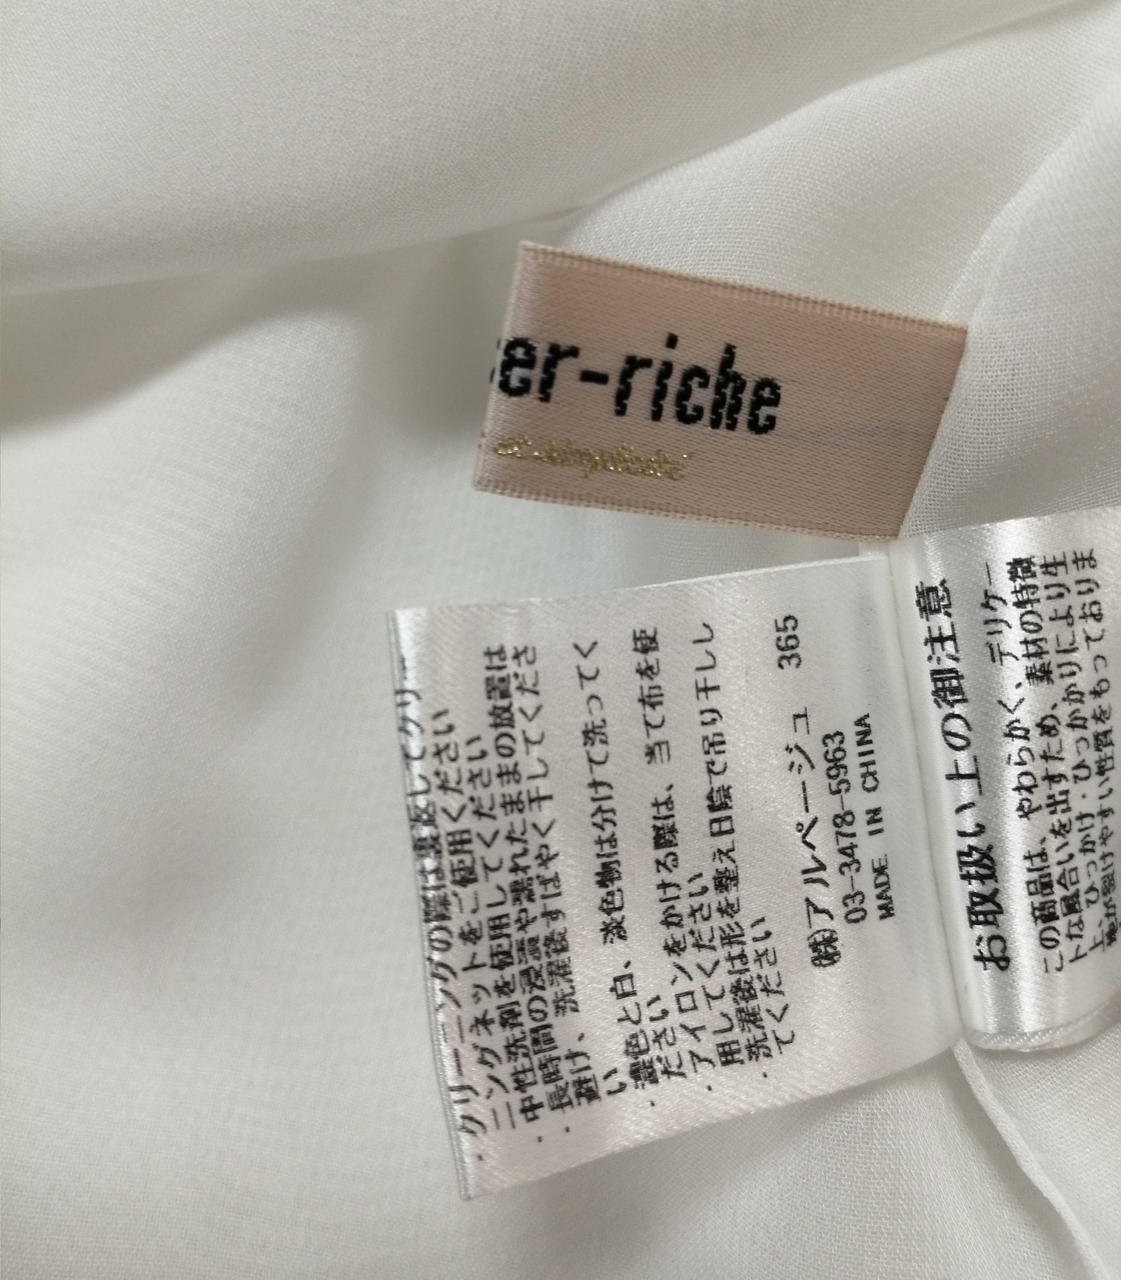 er-riche
・クリーニングの際は裏返してクリー
ニングネットをご使用ください
中性洗剤を使用してください
・長時間の浸漬や濡れたままの放置は
避け、洗濯後すばやく干してくださ
い
・濃色と白、淡色物は分けて洗ってく
ださい
・アイロンをかける際は、当て布を使
用してください
・洗濯後は形を整え日陰で吊り干しし
てください
㈱アルページュ 365
03-3478-5963
MADE IN CHINA
お取扱い上の御注意
この商品は、やわらかく、デリケー
トな風合いを出すため、素材の特徴
上、ひっかけ・ひっかかりにより生
地が裂けやすい性質をもっておりま